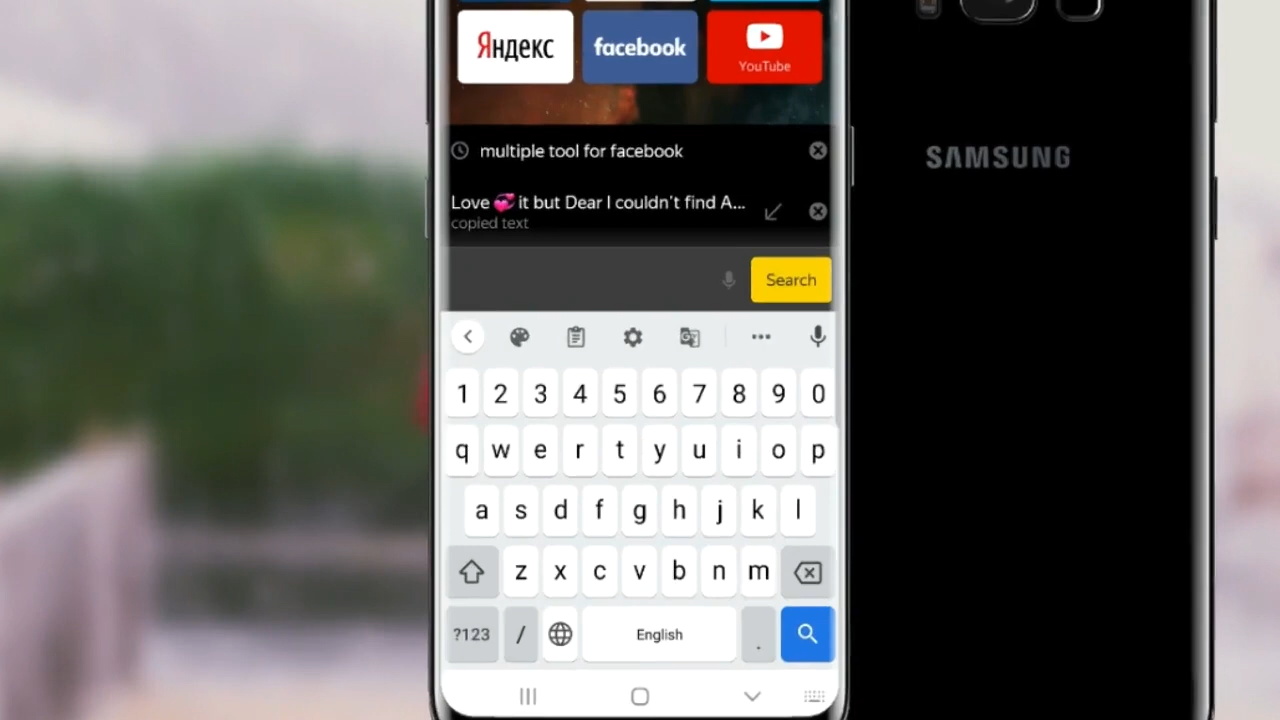 Яндекс
facebook
YouTube
multiple tool for facebook
Love 💞 it but Dear I couldn't find A...
copied text
Search
SAMSUNG
1 2 3 4 5 6 7 8 9 0
q w e r t y u i o p
a s d f g h j k l
z x c v b n m
?123 / English .